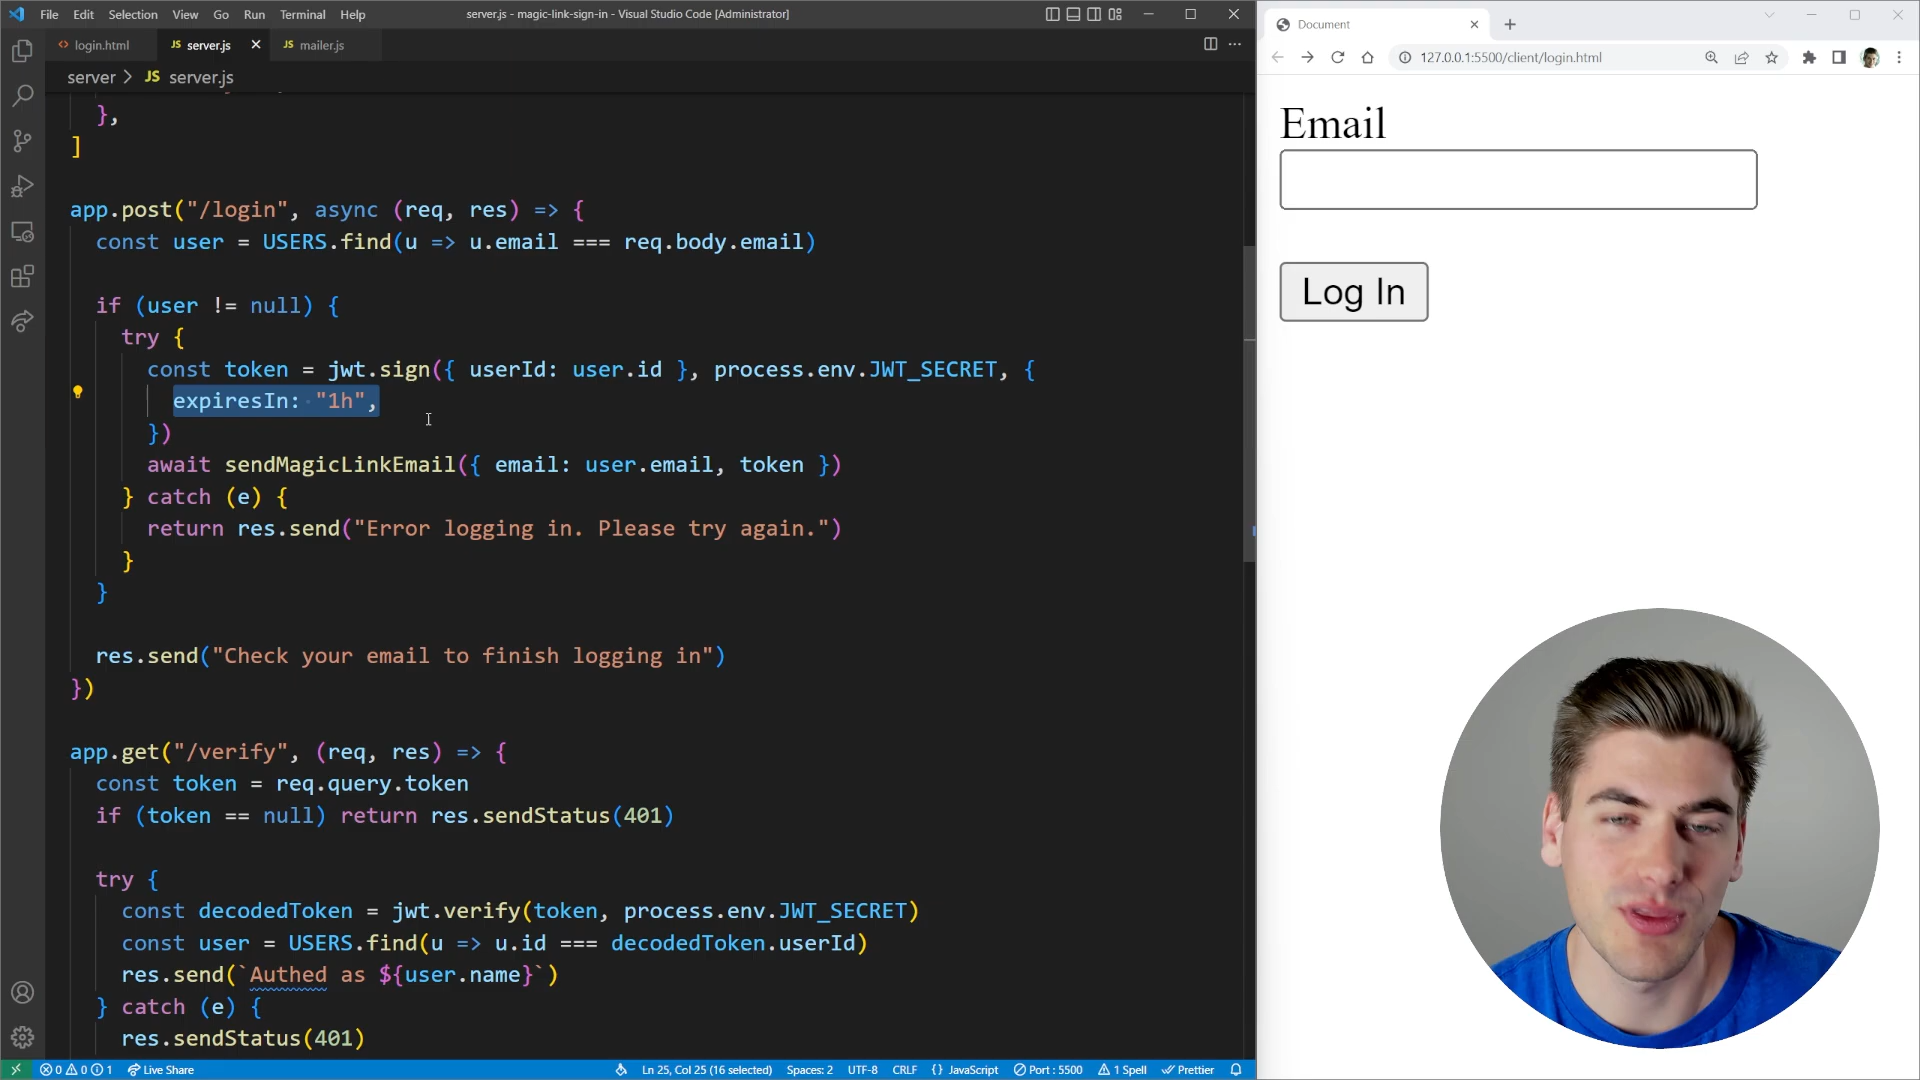 File Edit Selection View Go Run Terminal Help
server.js - magic-link-sign-in - Visual Studio Code [Administrator]
login.html
JS server.js
JS mailer.js
server > JS server.js
},
]
app.post("/login", async (req, res) => {
const user = USERS.find(u => u.email === req.body.email)
if (user != null) {
try {
const token = jwt.sign({ userId: user.id }, process.env.JWT_SECRET, {
expiresIn: "1h",
})
await sendMagicLinkEmail({ email: user.email, token })
} catch (e) {
return res.send("Error logging in. Please try again.")
}
}
res.send("Check your email to finish logging in")
})
app.get("/verify", (req, res) => {
const token = req.query.token
if (token == null) return res.sendStatus(401)
try {
const decodedToken = jwt.verify(token, process.env.JWT_SECRET)
const user = USERS.find(u => u.id === decodedToken.userId)
res.send(`Authed as ${user.name}`)
} catch (e) {
res.sendStatus(401)
0 0 1 Live Share
Ln 25, Col 25 (16 selected) Spaces: 2 UTF-8 CRLF {} JavaScript Port : 5500 1 Spell Prettier
Document
127.0.0.1:5500/client/login.html
Email
Log In